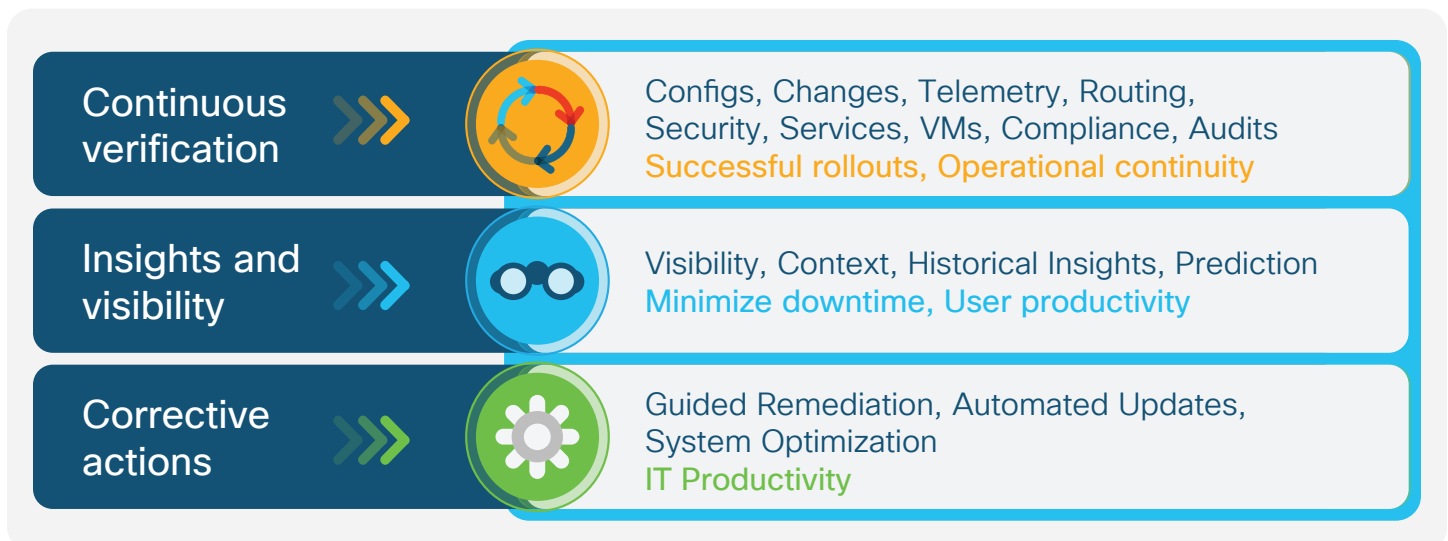 Continuous
verification
Configs, Changes, Telemetry, Routing,
Security, Services, VMs, Compliance, Audits
Successful rollouts, Operational continuity
Insights and
visibility
Visibility, Context, Historical Insights, Prediction
Minimize downtime, User productivity
Corrective
actions
Guided Remediation, Automated Updates,
System Optimization
IT Productivity